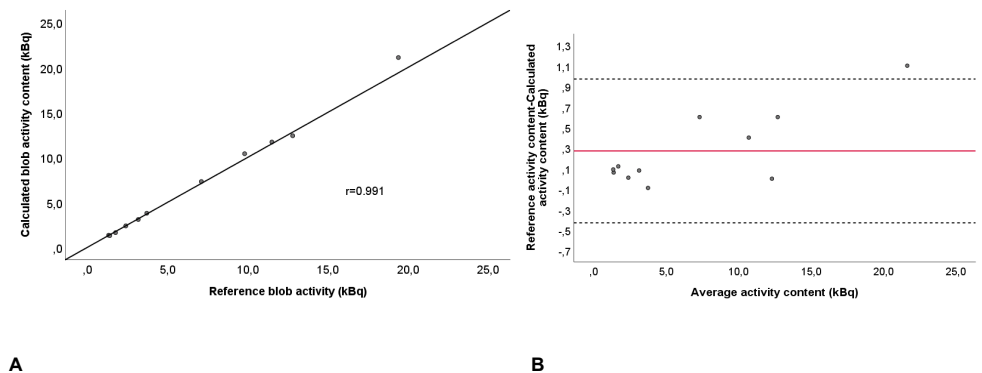 25,0
20,0
15,0
10,0
5,0
,0
Calculated blob activity content (kBq)
r=0.991
,0 5,0 10,0 15,0 20,0 25,0
Reference blob activity (kBq)
A
Reference activity content-Calculated
activity content (kBq)
1,3
1,1
,9
,7
,5
,3
,1
-,1
-,3
-,5
-,7
,0 5,0 10,0 15,0 20,0 25,0
Average activity content (kBq)
B